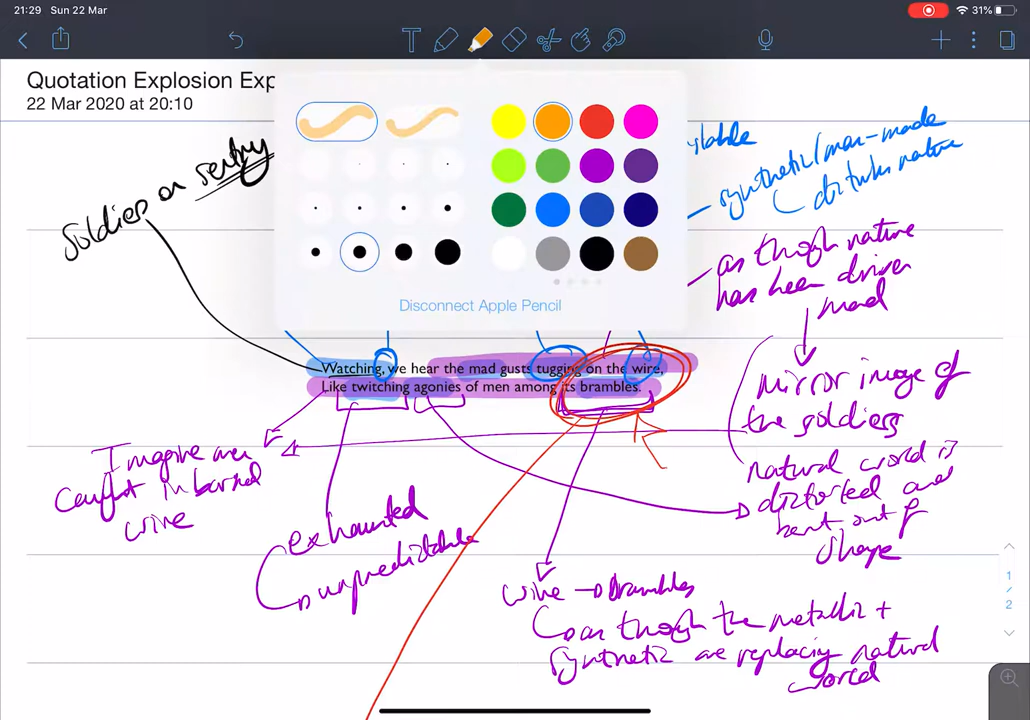 21:29 Sun 22 Mar
31%
T
Quotation Explosion Exp
22 Mar 2020 at 20:10
Disconnect Apple Pencil
soldiers on sentry
synthetic/man-made
disturbs nature
as though nature
has been driven
mad
Watching, we hear the mad gusts tugging on the wire,
Like twitching agonies of men among its brambles.
mirror image of
the soldiers
natural world is
distorted and
bent out of
shape
Imagine men
caught in barbed
wire
exhausted
unpredictable
wire → brambles
as though the metallic +
synthetic are replacing natural
world
1
2